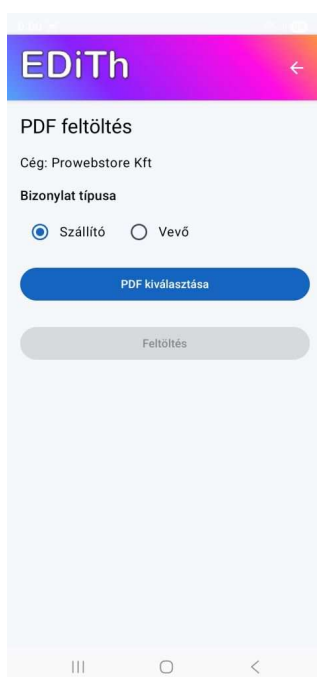 EDiTh
PDF feltöltés
Cég: Prowebstore Kft
Bizonylat típusa
Szállító Vevő
PDF kiválasztása
Feltöltés